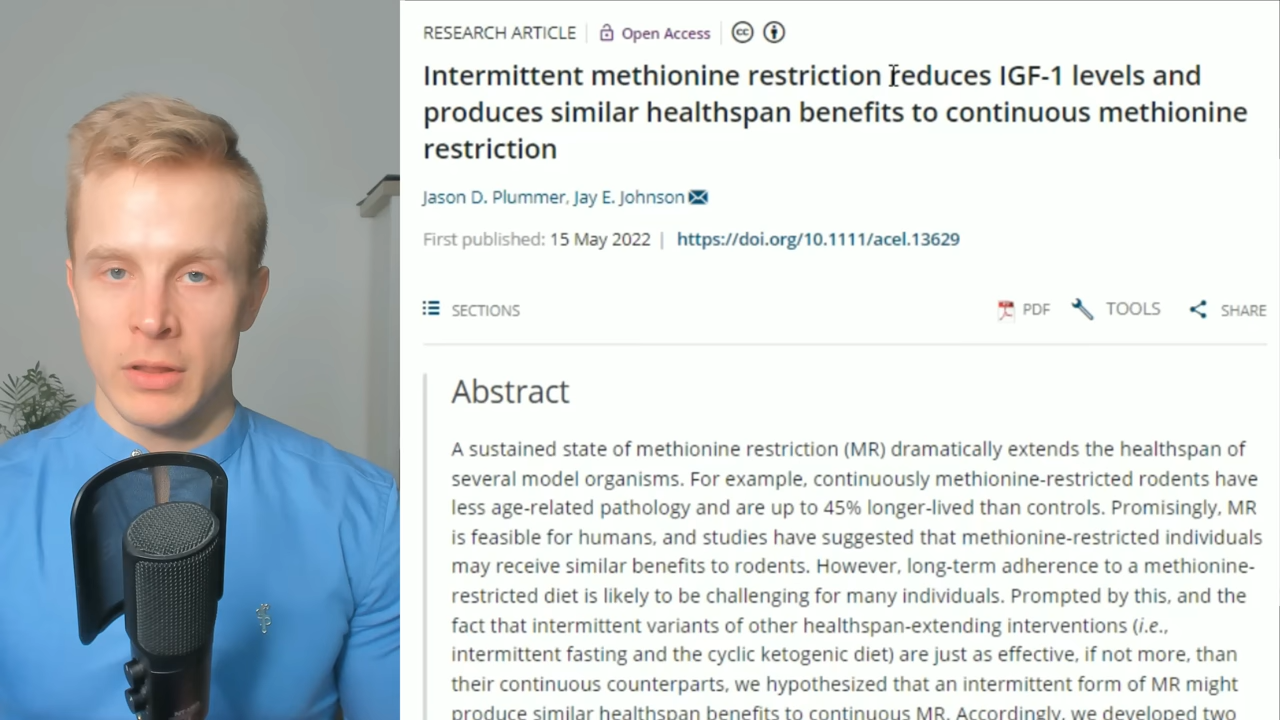 RESEARCH ARTICLE Open Access
Intermittent methionine restriction reduces IGF-1 levels and
produces similar healthspan benefits to continuous methionine
restriction
Jason D. Plummer, Jay E. Johnson
First published: 15 May 2022 | https://doi.org/10.1111/acel.13629
SECTIONS PDF TOOLS SHARE
Abstract
A sustained state of methionine restriction (MR) dramatically extends the healthspan of
several model organisms. For example, continuously methionine-restricted rodents have
less age-related pathology and are up to 45% longer-lived than controls. Promisingly, MR
is feasible for humans, and studies have suggested that methionine-restricted individuals
may receive similar benefits to rodents. However, long-term adherence to a methionine-
restricted diet is likely to be challenging for many individuals. Prompted by this, and the
fact that intermittent variants of other healthspan-extending interventions (i.e.,
intermittent fasting and the cyclic ketogenic diet) are just as effective, if not more, than
their continuous counterparts, we hypothesized that an intermittent form of MR might
produce similar healthspan benefits to continuous MR. Accordingly, we developed two